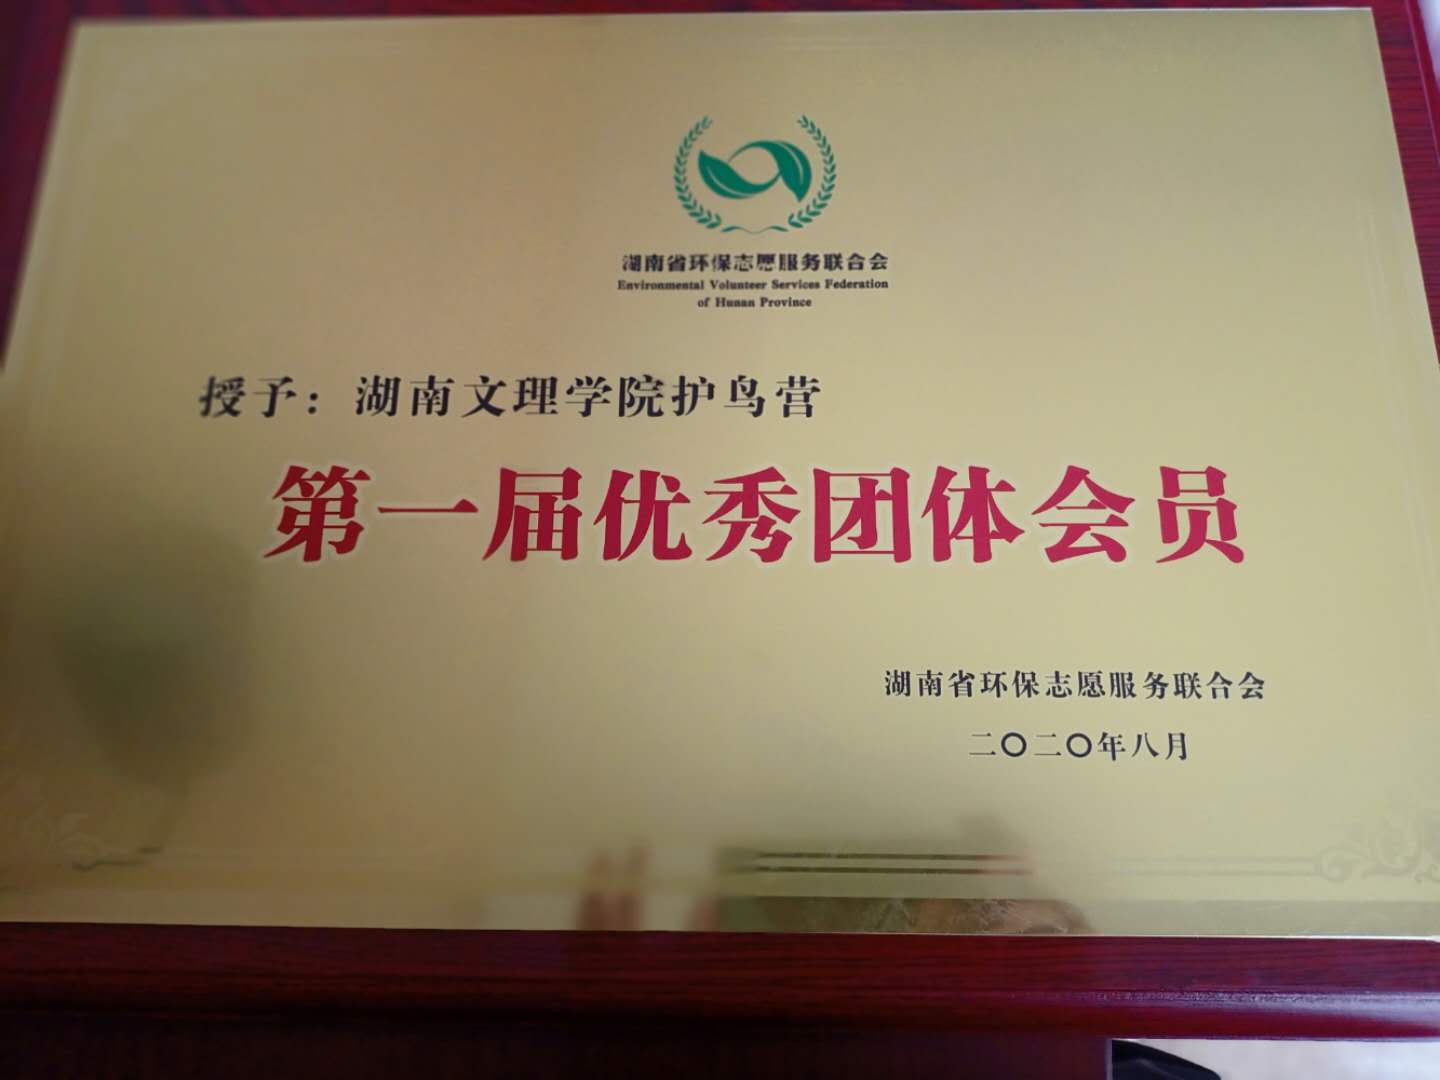 湖南省环保志愿服务联合会
Environmental Volunteer Services Federation
of Hunan Province
授予：湖南文理学院护鸟营
第一届优秀团体会员
湖南省环保志愿服务联合会
二〇二〇年八月